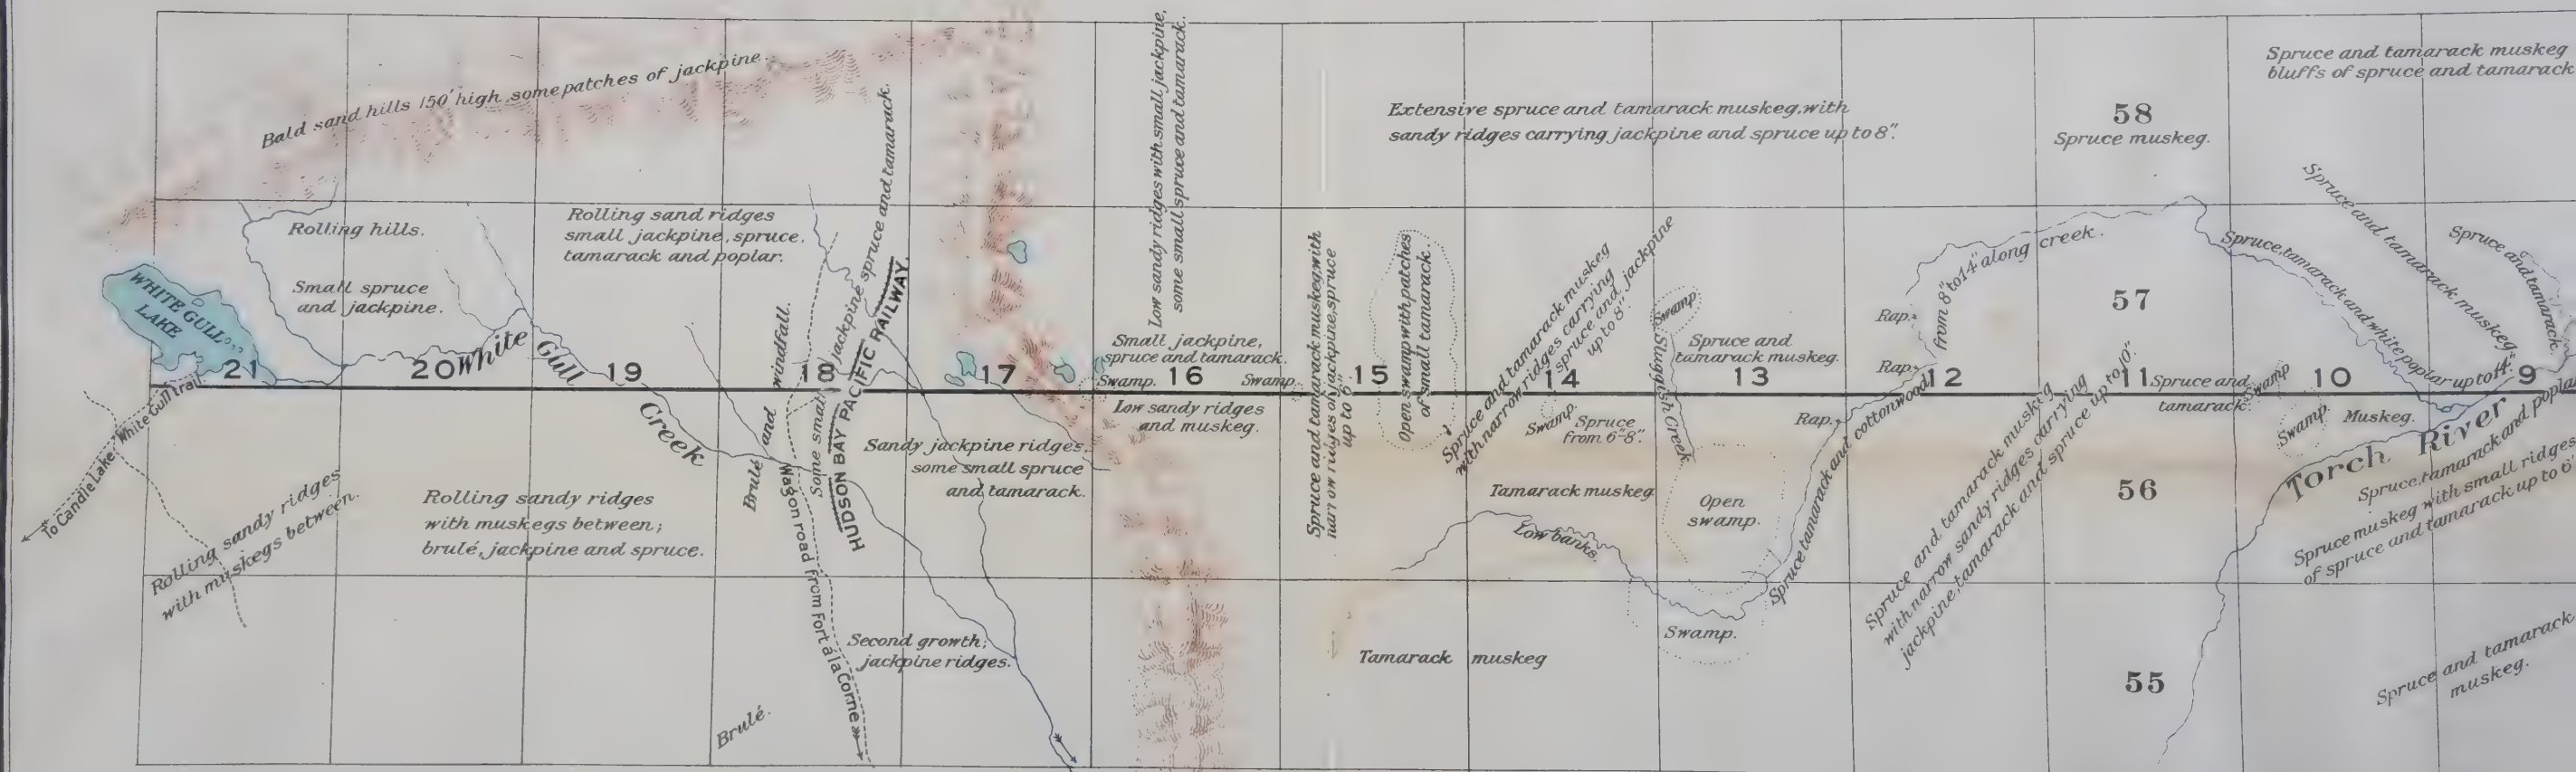 Bald sand hills 150' high, some patches of jackpine.
Rolling hills.
Small spruce
and jackpine.
WHITE GULL
LAKE
Rolling sand ridges
small jackpine, spruce,
tamarack and poplar.
White Gull Creek
Brulé and windfall.
Some small jackpine, spruce and tamarack.
HUDSON BAY PACIFIC RAILWAY.
Low sandy ridges with small jackpine,
some small spruce and tamarack.
Small jackpine,
spruce and tamarack.
Swamp.
Swamp.
Extensive spruce and tamarack muskeg, with
sandy ridges carrying jackpine and spruce up to 8".
Spruce and tamarack muskeg, with
narrow ridges of jackpine, spruce
up to 6"
Open swamp with patches
of small tamarack.
Spruce and tamarack muskeg
with narrow ridges carrying
spruce and jackpine
up to 8"
Swamp
Sluggish Creek
Spruce and
tamarack muskeg.
Rap.
Rap.
Rap.
from 8" to 14" along creek.
Spruce tamarack and cottonwood
58
Spruce muskeg.
57
Spruce and tamarack muskeg
bluffs of spruce and tamarack
Spruce and tamarack muskeg
Spruce, tamarack and white poplar up to 14".
Spruce and tamarack.
21
20
19
18
17
16
15
14
13
12
11
10
9
Spruce and
tamarack.
Swamp
Swamp
Muskeg.
Torch River
White Gull Trail
To Candle Lake
Rolling sandy ridges
with muskegs between.
Rolling sandy ridges
with muskegs between;
brulé, jackpine and spruce.
Wagon road from Fort à la Corne
Sandy jackpine ridges,
some small spruce
and tamarack.
Low sandy ridges
and muskeg.
Swamp.
Spruce
from 6"-8".
Tamarack muskeg
Low banks
Open
swamp.
Spruce and tamarack muskeg
with narrow sandy ridges carrying
jackpine, tamarack and spruce up to 10".
56
Spruce, tamarack and poplar
Spruce muskeg with small ridges
of spruce and tamarack up to 6"
Second growth;
jackpine ridges.
Brulé.
Tamarack muskeg
Swamp.
55
Spruce and tamarack
muskeg.